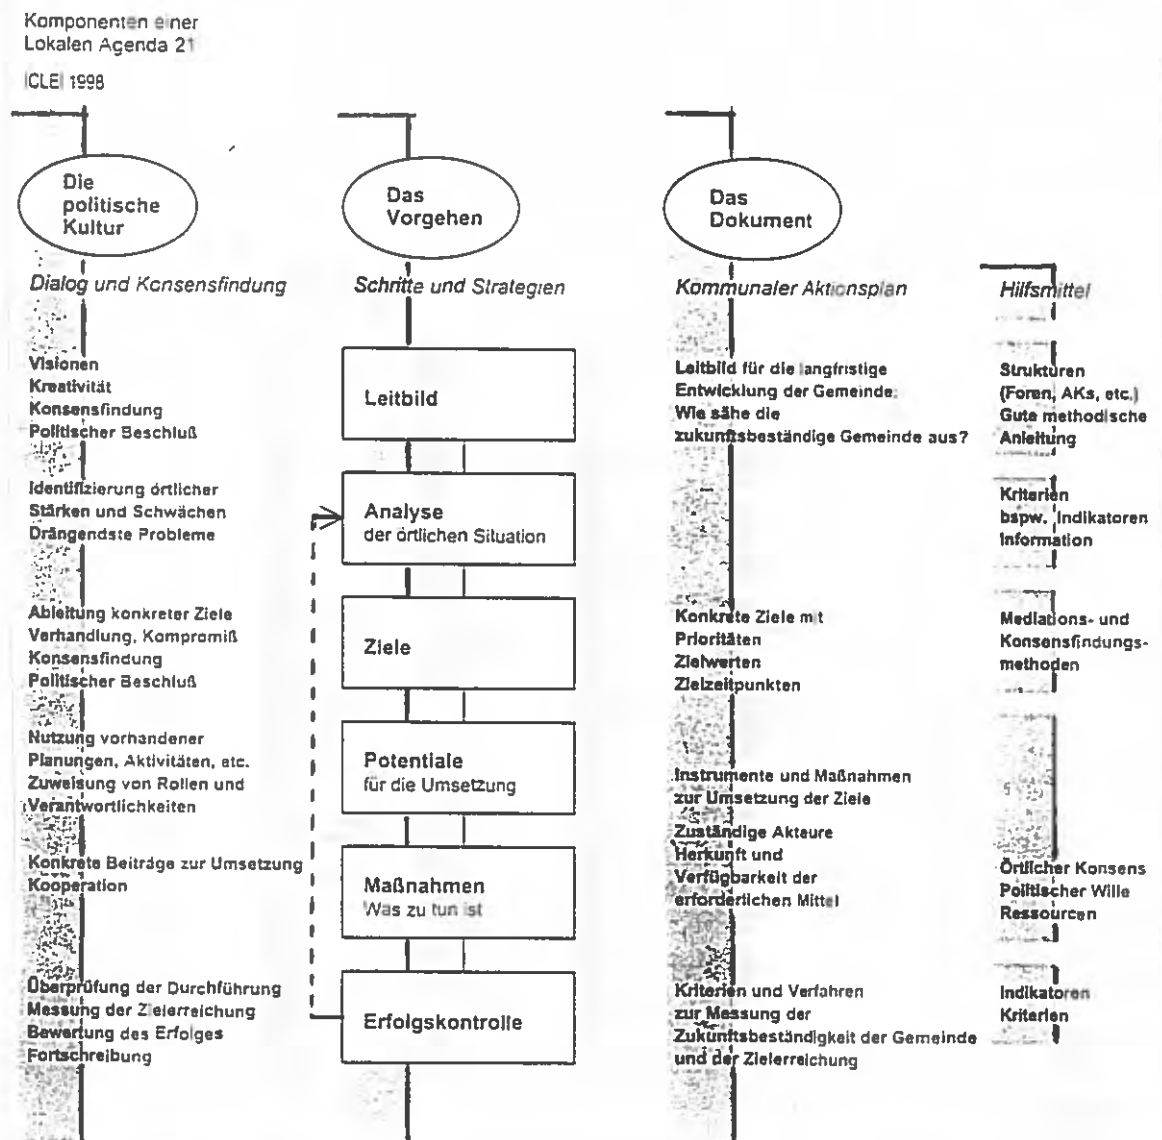 Komponenten einer
Lokalen Agenda 21
ICLEI 1998
Die
politische
Kultur
Dialog und Konsensfindung
Visionen
Kreativität
Konsensfindung
Politischer Beschluß
Identifizierung örtlicher
Stärken und Schwächen
Drängendste Probleme
Ableitung konkreter Ziele
Verhandlung, Kompromiß
Konsensfindung
Politischer Beschluß
Nutzung vorhandener
Planungen, Aktivitäten, etc.
Zuweisung von Rollen und
Verantwortlichkeiten
Konkrete Beiträge zur Umsetzung
Kooperation
Überprüfung der Durchführung
Messung der Zielerreichung
Bewertung des Erfolges
Fortschreibung
Das
Vorgehen
Schritte und Strategien
Leitbild
Analyse
der örtlichen Situation
Ziele
Potentiale
für die Umsetzung
Maßnahmen
Was zu tun ist
Erfolgskontrolle
Das
Dokument
Kommunaler Aktionsplan
Leitbild für die langfristige
Entwicklung der Gemeinde:
Wie sähe die
zukunftsbeständige Gemeinde aus?
Konkrete Ziele mit
Prioritäten
Zielwerten
Zielzeitpunkten
Instrumente und Maßnahmen
zur Umsetzung der Ziele
Zuständige Akteure
Herkunft und
Verfügbarkeit der
erforderlichen Mittel
Kriterien und Verfahren
zur Messung der
Zukunftsbeständigkeit der Gemeinde
und der Zielerreichung
Hilfsmittel
Strukturen
(Foren, AKs, etc.)
Gute methodische
Anleitung
Kriterien
bspw. Indikatoren
Information
Mediations- und
Konsensfindungs-
methoden
Örtlicher Konsens
Politischer Wille
Ressourcen
Indikatoren
Kriterien